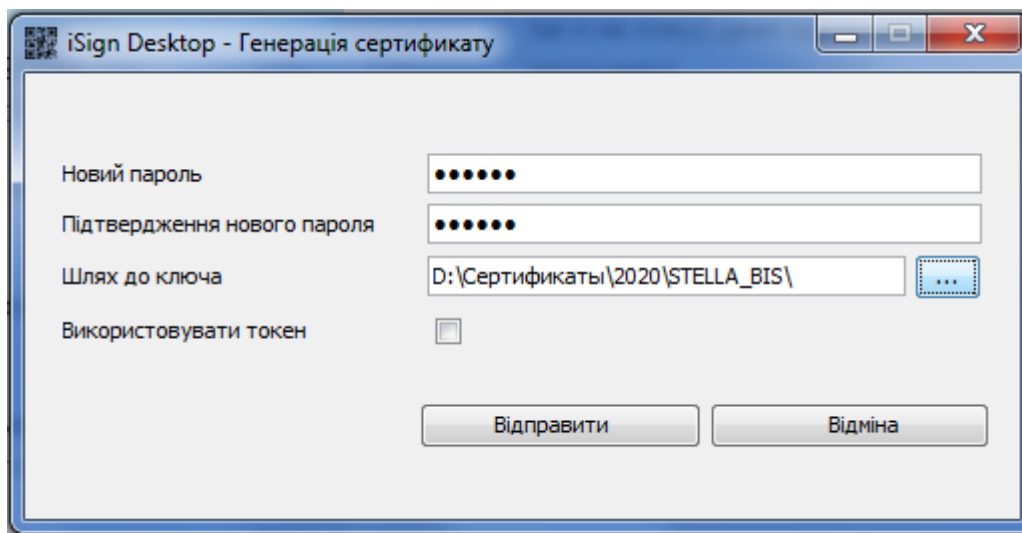 iSign Desktop - Генерація сертифікату
Новий пароль ••••••
Підтвердження нового пароля ••••••
Шлях до ключа D:\Сертификаты\2020\STELLA_BIS\ ...
Використовувати токен
Відправити Відміна